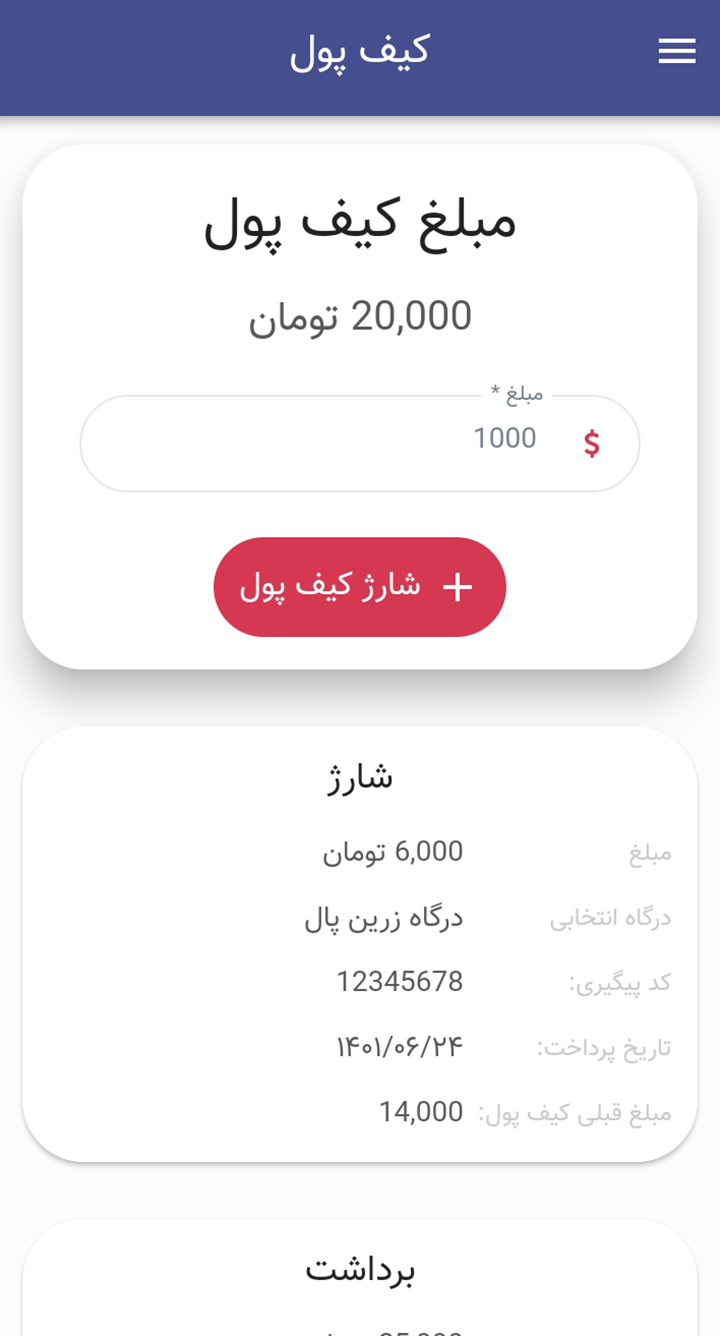 کیف پول
مبلغ کیف پول
20,000 تومان
مبلغ *
1000 $
+ شارژ کیف پول
شارژ
مبلغ 6,000 تومان
درگاه انتخابی درگاه زرین پال
کد پیگیری: 12345678
تاریخ پرداخت: ۱۴۰۱/۰۶/۲۴
مبلغ قبلی کیف پول: 14,000
برداشت